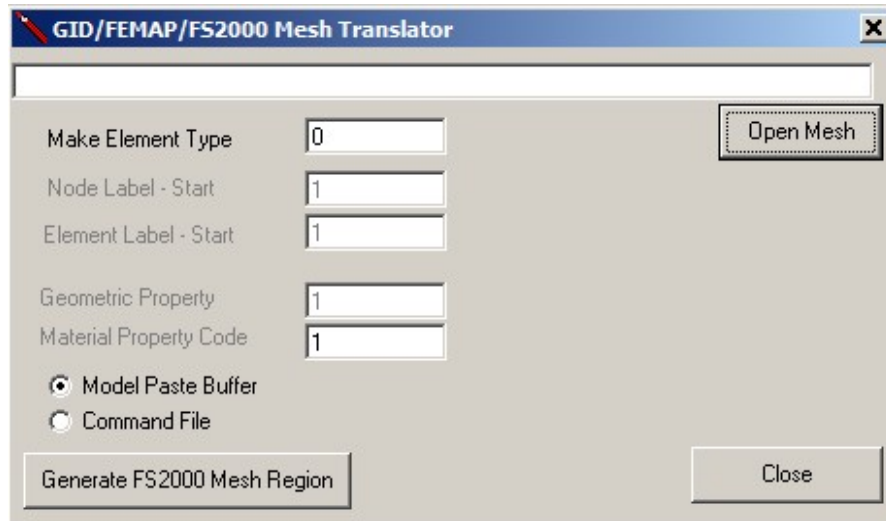 GID/FEMAP/FS2000 Mesh Translator
Make Element Type 0 Open Mesh
Node Label - Start 1
Element Label - Start 1
Geometric Property 1
Material Property Code 1
Model Paste Buffer
Command File
Generate FS2000 Mesh Region Close